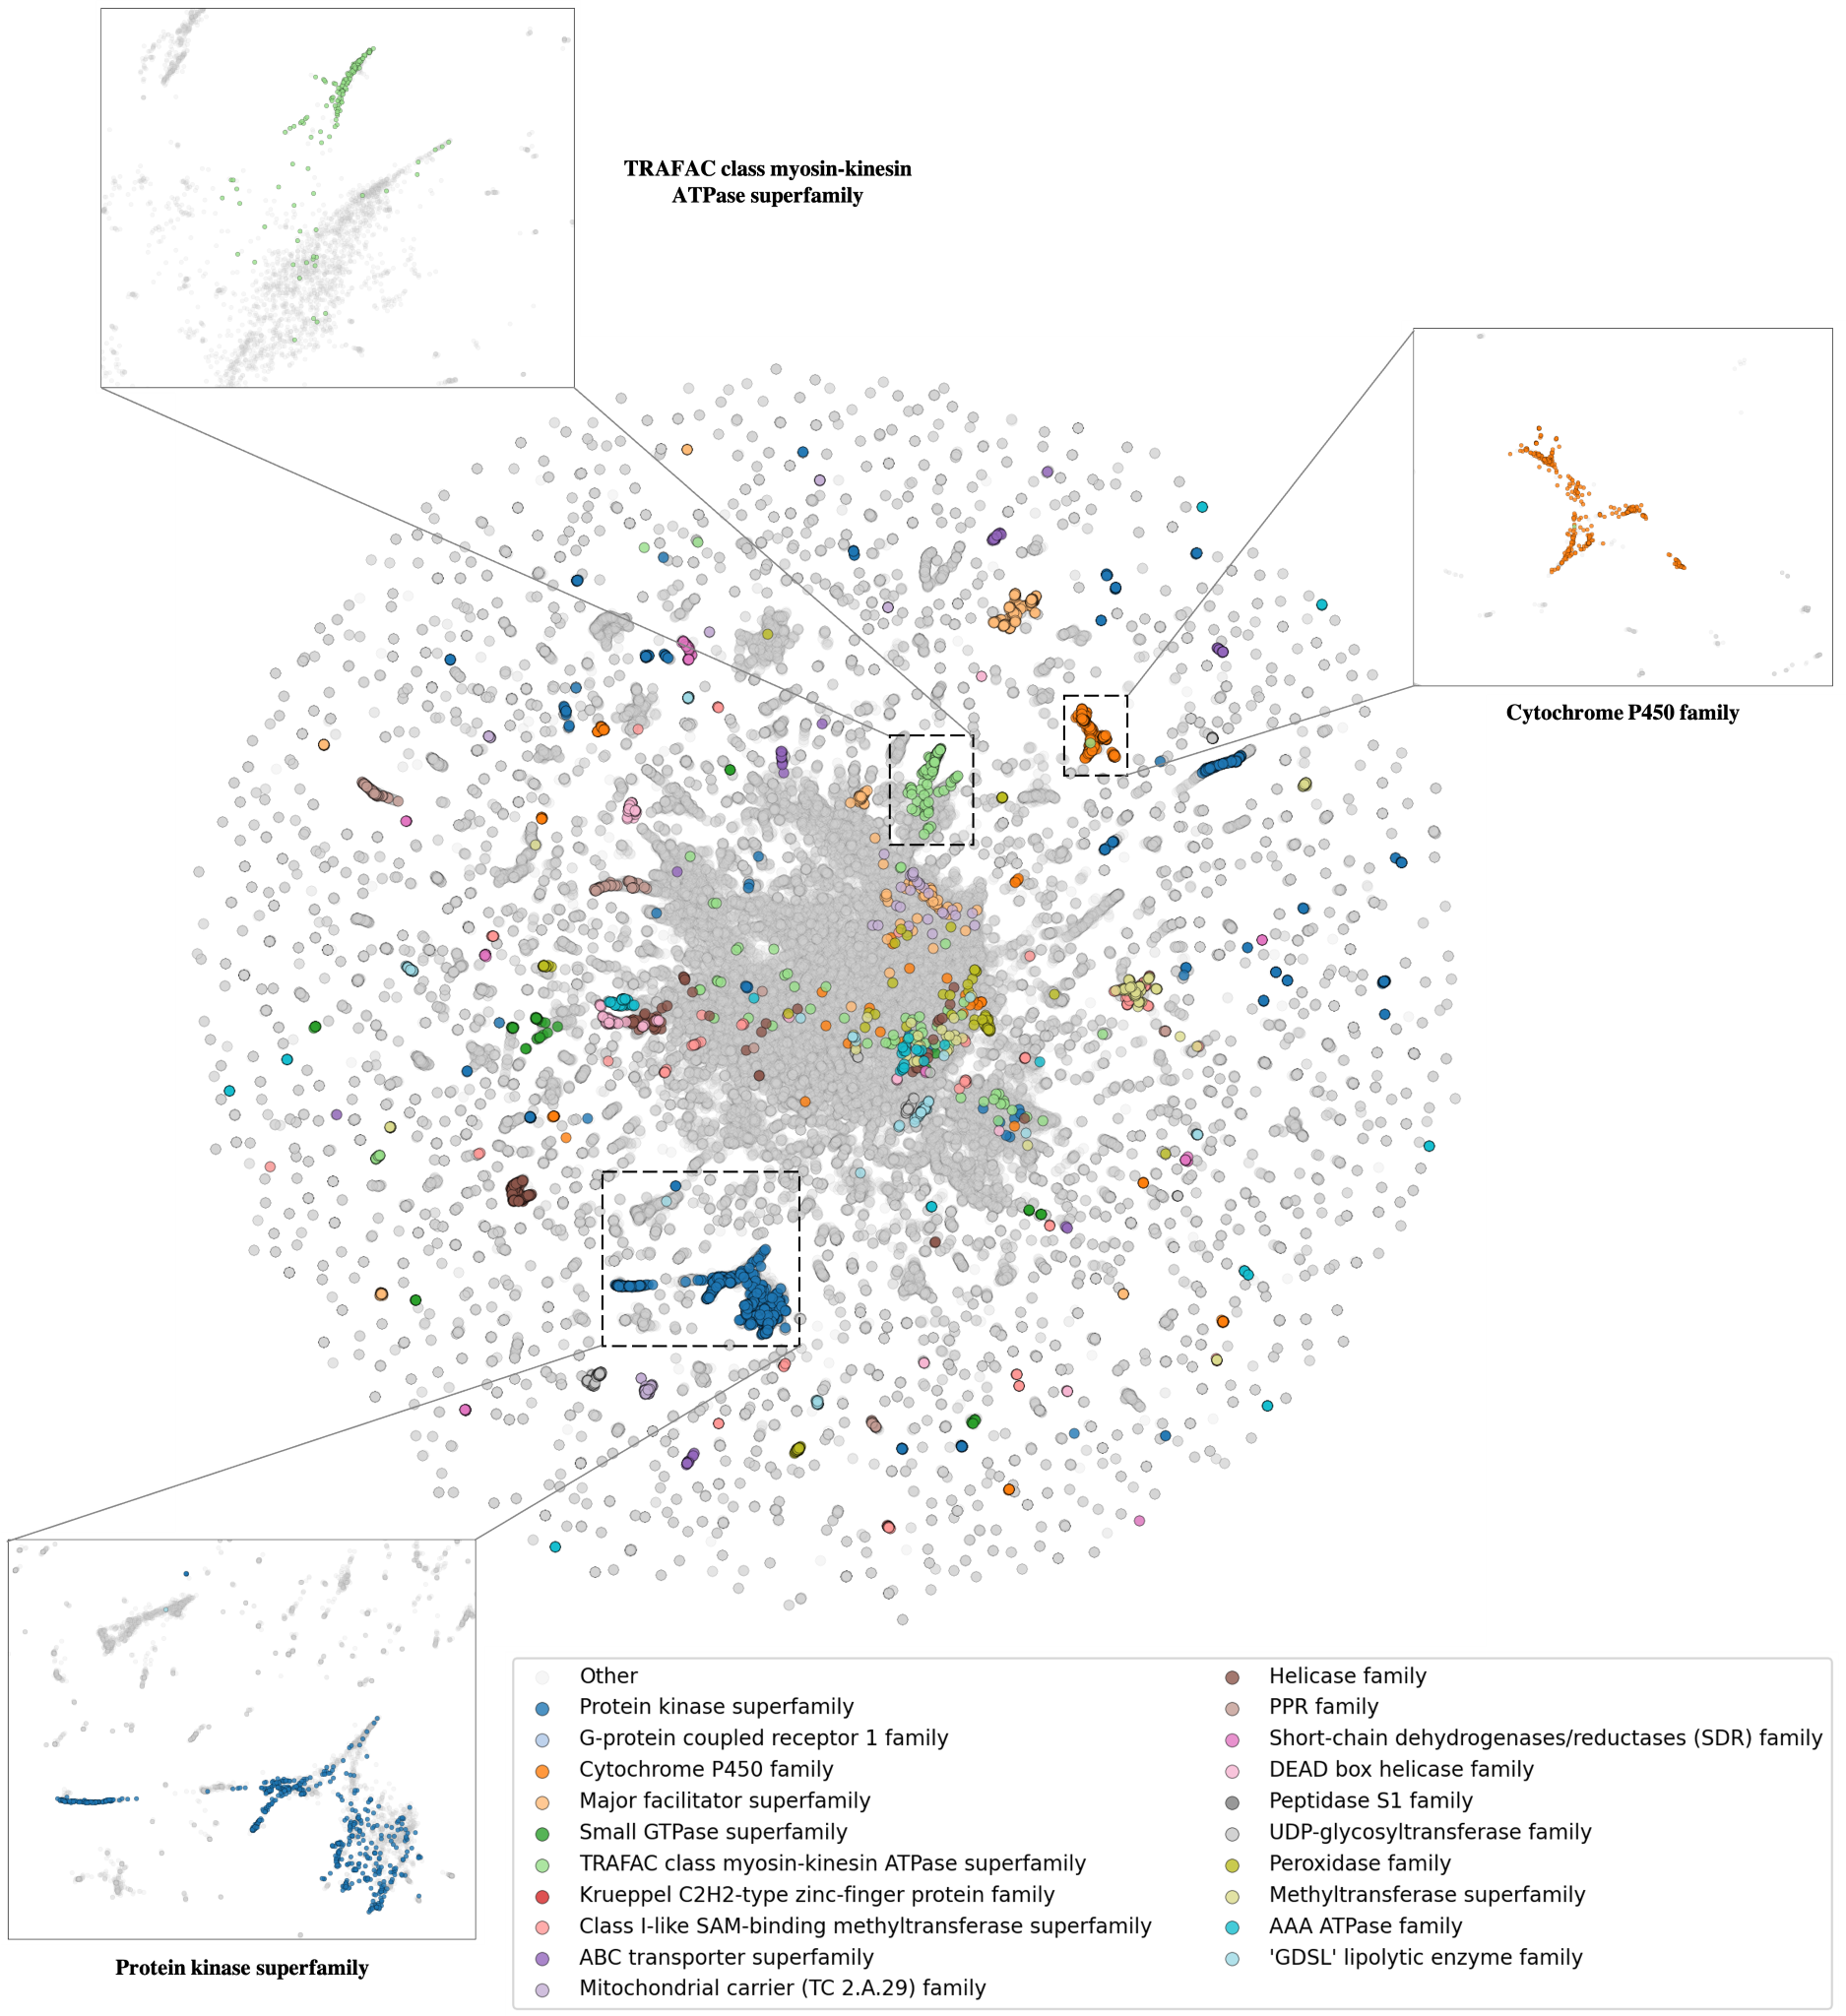 TRAFAC class myosin-kinesin
ATPase superfamily
Cytochrome P450 family
Protein kinase superfamily
Other
Protein kinase superfamily
G-protein coupled receptor 1 family
Cytochrome P450 family
Major facilitator superfamily
Small GTPase superfamily
TRAFAC class myosin-kinesin ATPase superfamily
Krueppel C2H2-type zinc-finger protein family
Class I-like SAM-binding methyltransferase superfamily
ABC transporter superfamily
Mitochondrial carrier (TC 2.A.29) family
Helicase family
PPR family
Short-chain dehydrogenases/reductases (SDR) family
DEAD box helicase family
Peptidase S1 family
UDP-glycosyltransferase family
Peroxidase family
Methyltransferase superfamily
AAA ATPase family
'GDSL' lipolytic enzyme family